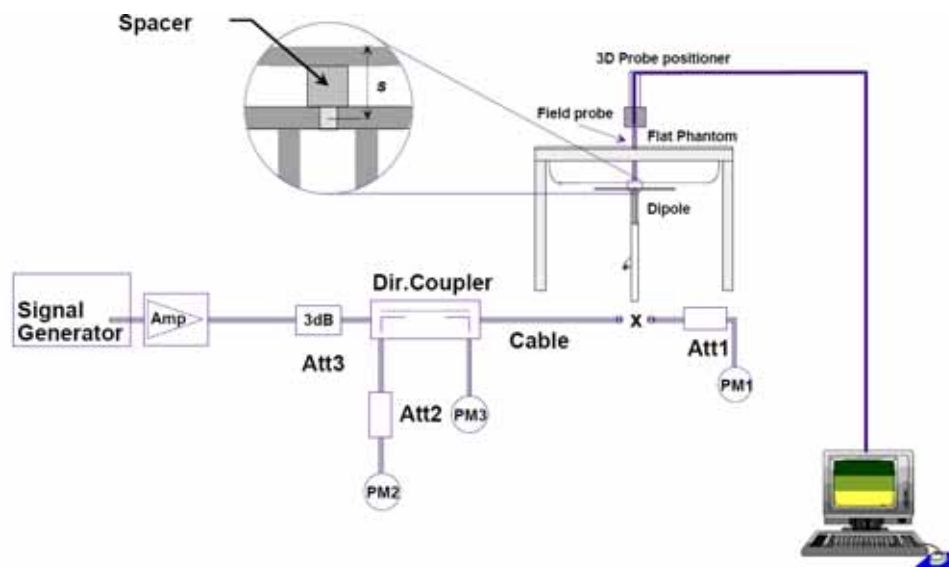 Spacer
s
3D Probe positioner
Field probe
Flat Phantom
Dipole
Signal
Generator
Amp
3dB
Att3
Dir.Coupler
Cable
x
Att1
PM1
Att2
PM3
PM2